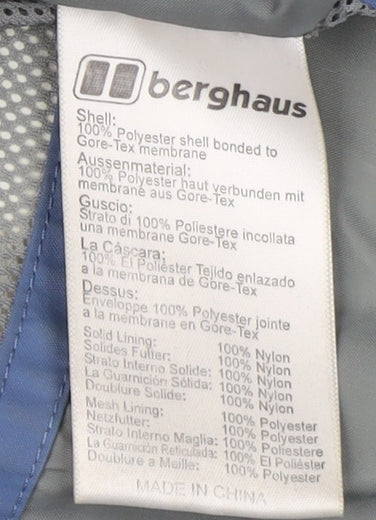 berghaus
Shell:
100% Polyester shell bonded to
Gore-Tex membrane
Aussenmaterial:
100% Polyester haut verbunden mit
membrane aus Gore-Tex
Guscio:
Strato di 100% Poliestere incollata
una membrane Gore-Tex
La Cáscara:
100% El Poliéster Tejido enlazado
a la membrana de Gore-Tex
Dessus:
Enveloppe 100% Polyester jointe
a la membrane en Gore-Tex
Solid Lining: 100% Nylon
Solides Futter: 100% Nylon
Strato Interno Solide: 100% Nylon
La Guarnición Sólida: 100% Nylon
Doublure Solide: 100% Nylon
Mesh Lining: 100% Polyester
Netzfutter: 100% Polyester
Strato Interno Maglia: 100% Poliestere
La Guarnición Reticulada: 100% El Poliéster
Doublure a Maille: 100% Polyester
MADE IN CHINA